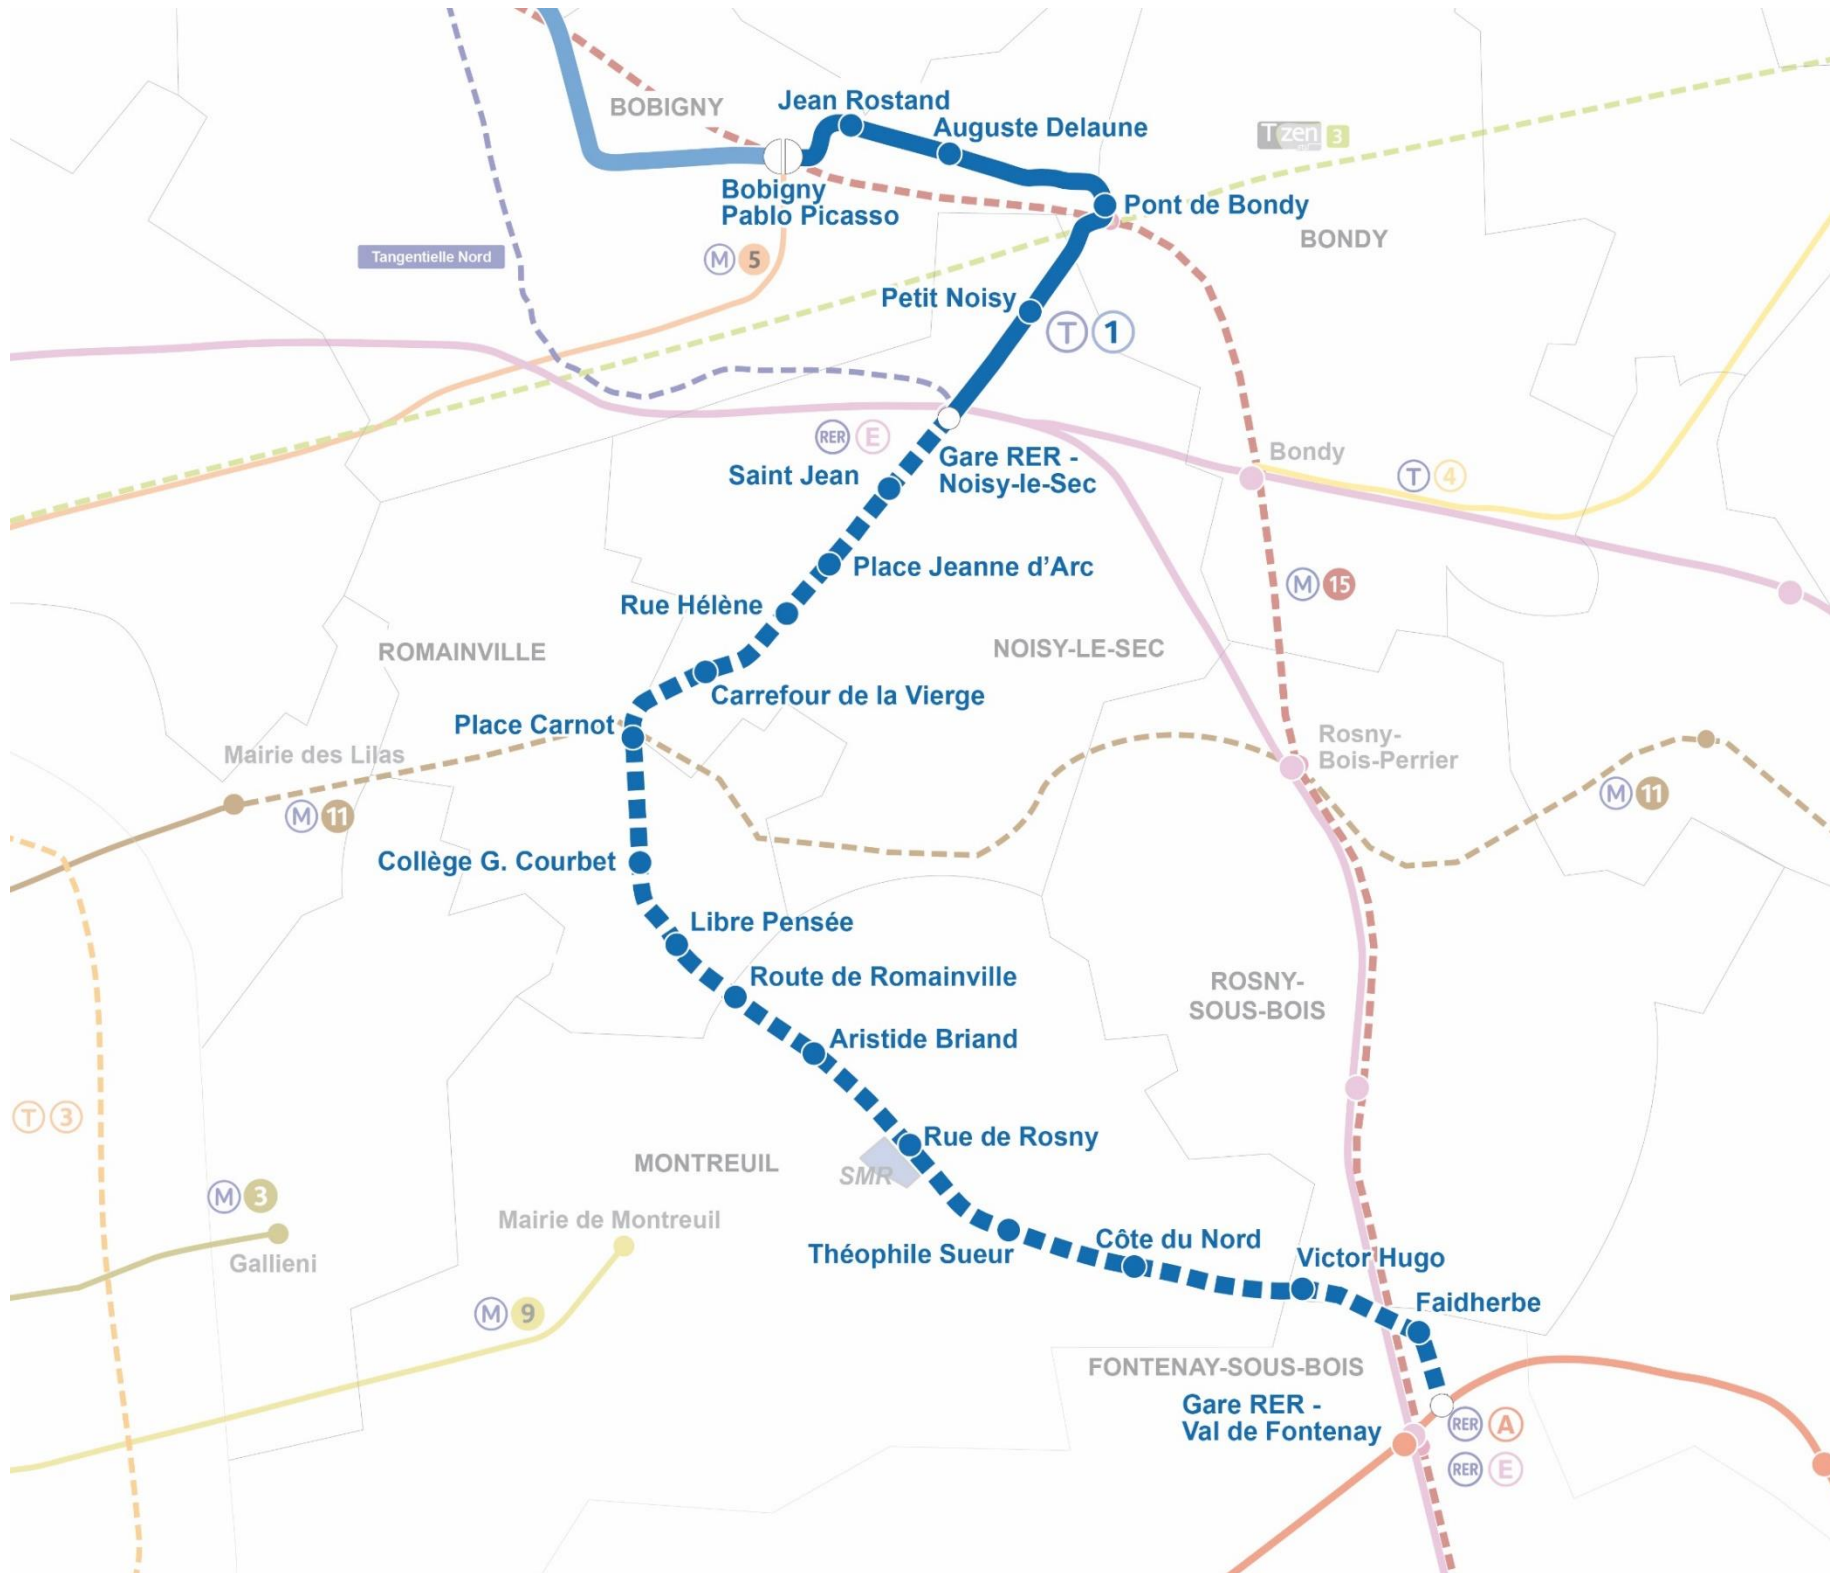 BOBIGNY
Jean Rostand
Auguste Delaune
T zen 3
Bobigny
Pablo Picasso
Pont de Bondy
BONDY
Tangentielle Nord
M 5
Petit Noisy
T 1
RER E
Gare RER -
Noisy-le-Sec
Bondy
T 4
Saint Jean
Place Jeanne d’Arc
M 15
Rue Hélène
ROMAINVILLE
NOISY-LE-SEC
Carrefour de la Vierge
Place Carnot
Mairie des Lilas
M 11
Rosny-
Bois-Perrier
M 11
Collège G. Courbet
Libre Pensée
Route de Romainville
ROSNY-
SOUS-BOIS
Aristide Briand
T 3
Rue de Rosny
SMR
MONTREUIL
M 3
Gallieni
Mairie de Montreuil
Théophile Sueur
Côte du Nord
Victor Hugo
Faidherbe
M 9
FONTENAY-SOUS-BOIS
Gare RER -
Val de Fontenay
RER A
RER E